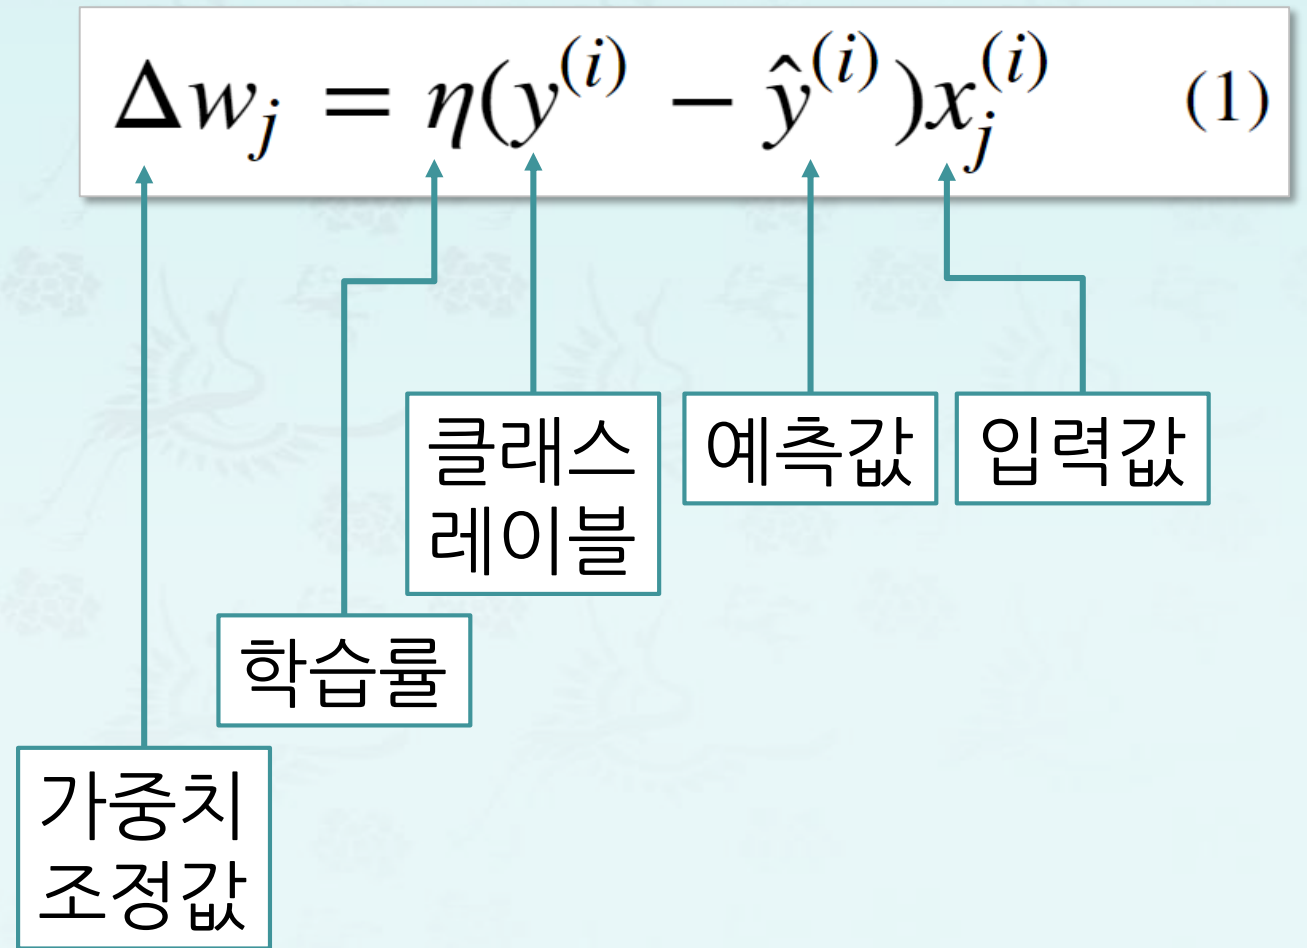 Δw_j = η(y^(i) − ŷ^(i))x_j^(i) (1)
클래스
레이블
예측값
입력값
학습률
가중치
조정값